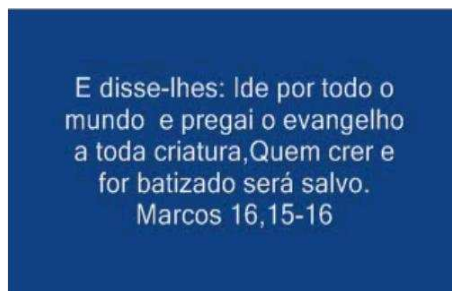 E disse-lhes: Ide por todo o
mundo e pregai o evangelho
a toda criatura,Quem crer e
for batizado será salvo.
Marcos 16,15-16